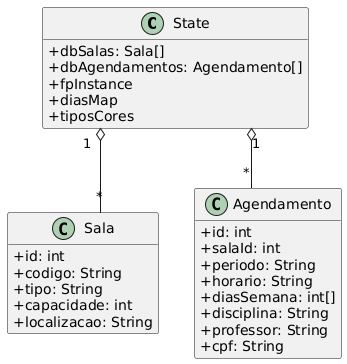 C State
+dbSalas: Sala[]
+dbAgendamentos: Agendamento[]
+fpInstance
+diasMap
+tiposCores
1
1
*
*
C Sala
+id: int
+codigo: String
+tipo: String
+capacidade: int
+localizacao: String
C Agendamento
+id: int
+salaId: int
+periodo: String
+horario: String
+diasSemana: int[]
+disciplina: String
+professor: String
+cpf: String